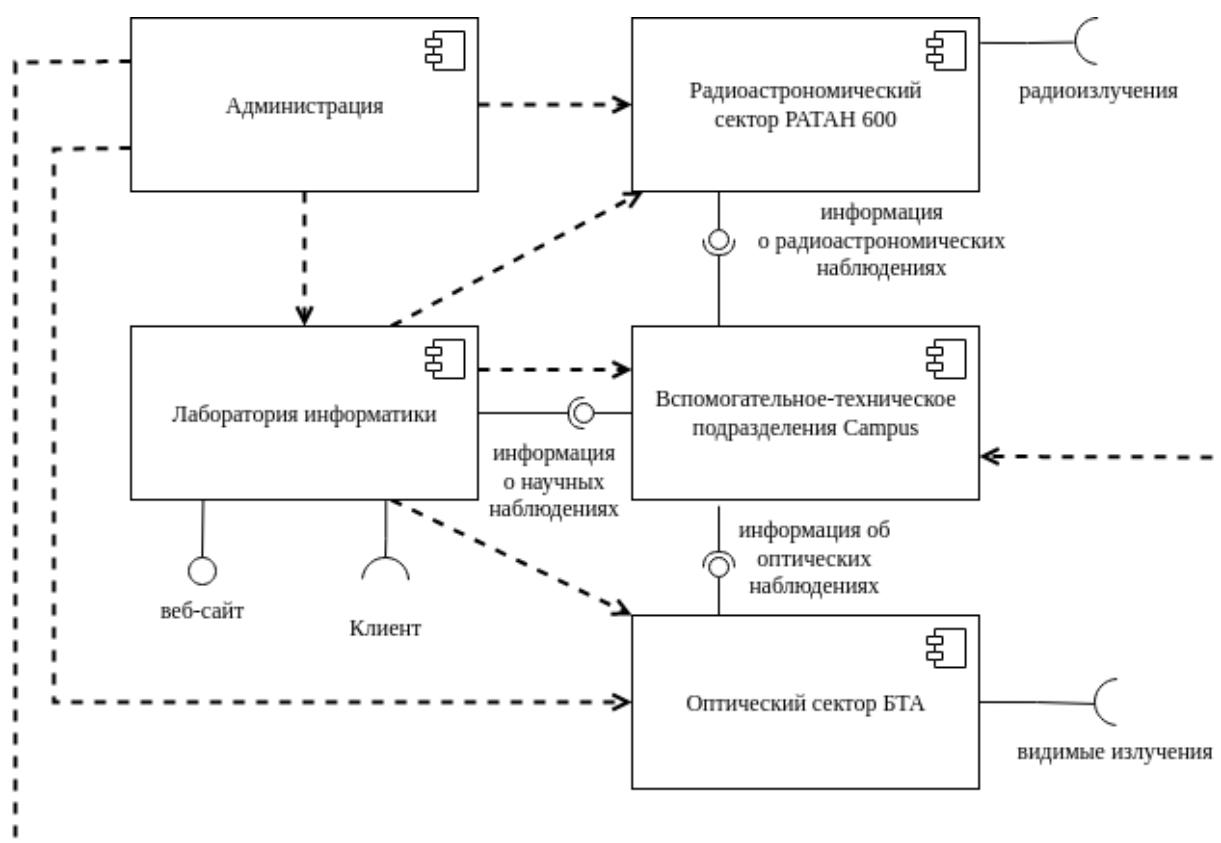 Администрация
Радиоастрономический
сектор РАТАН 600
радиоизлучения
информация
о радиоастрономических
наблюдениях
Лаборатория информатики
Вспомогательное-техническое
подразделения Campus
информация
о научных
наблюдениях
информация об
оптических
наблюдениях
веб-сайт
Клиент
Оптический сектор БТА
видимые излучения